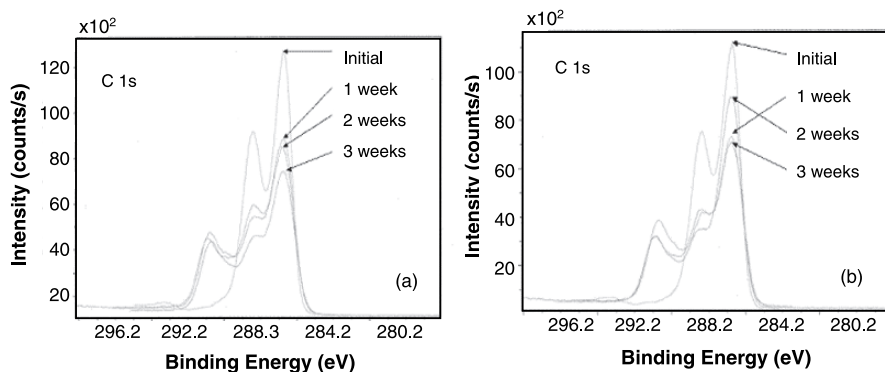 x10²
Intensity (counts/s)
120
100
80
60
40
20
C 1s
Initial
1 week
2 weeks
3 weeks
(a)
296.2 292.2 288.3 284.2 280.2
Binding Energy (eV)
x10²
Intensitv (counts/s)
100
80
60
40
20
C 1s
Initial
1 week
2 weeks
3 weeks
(b)
296.2 292.2 288.2 284.2 280.2
Binding Energy (eV)